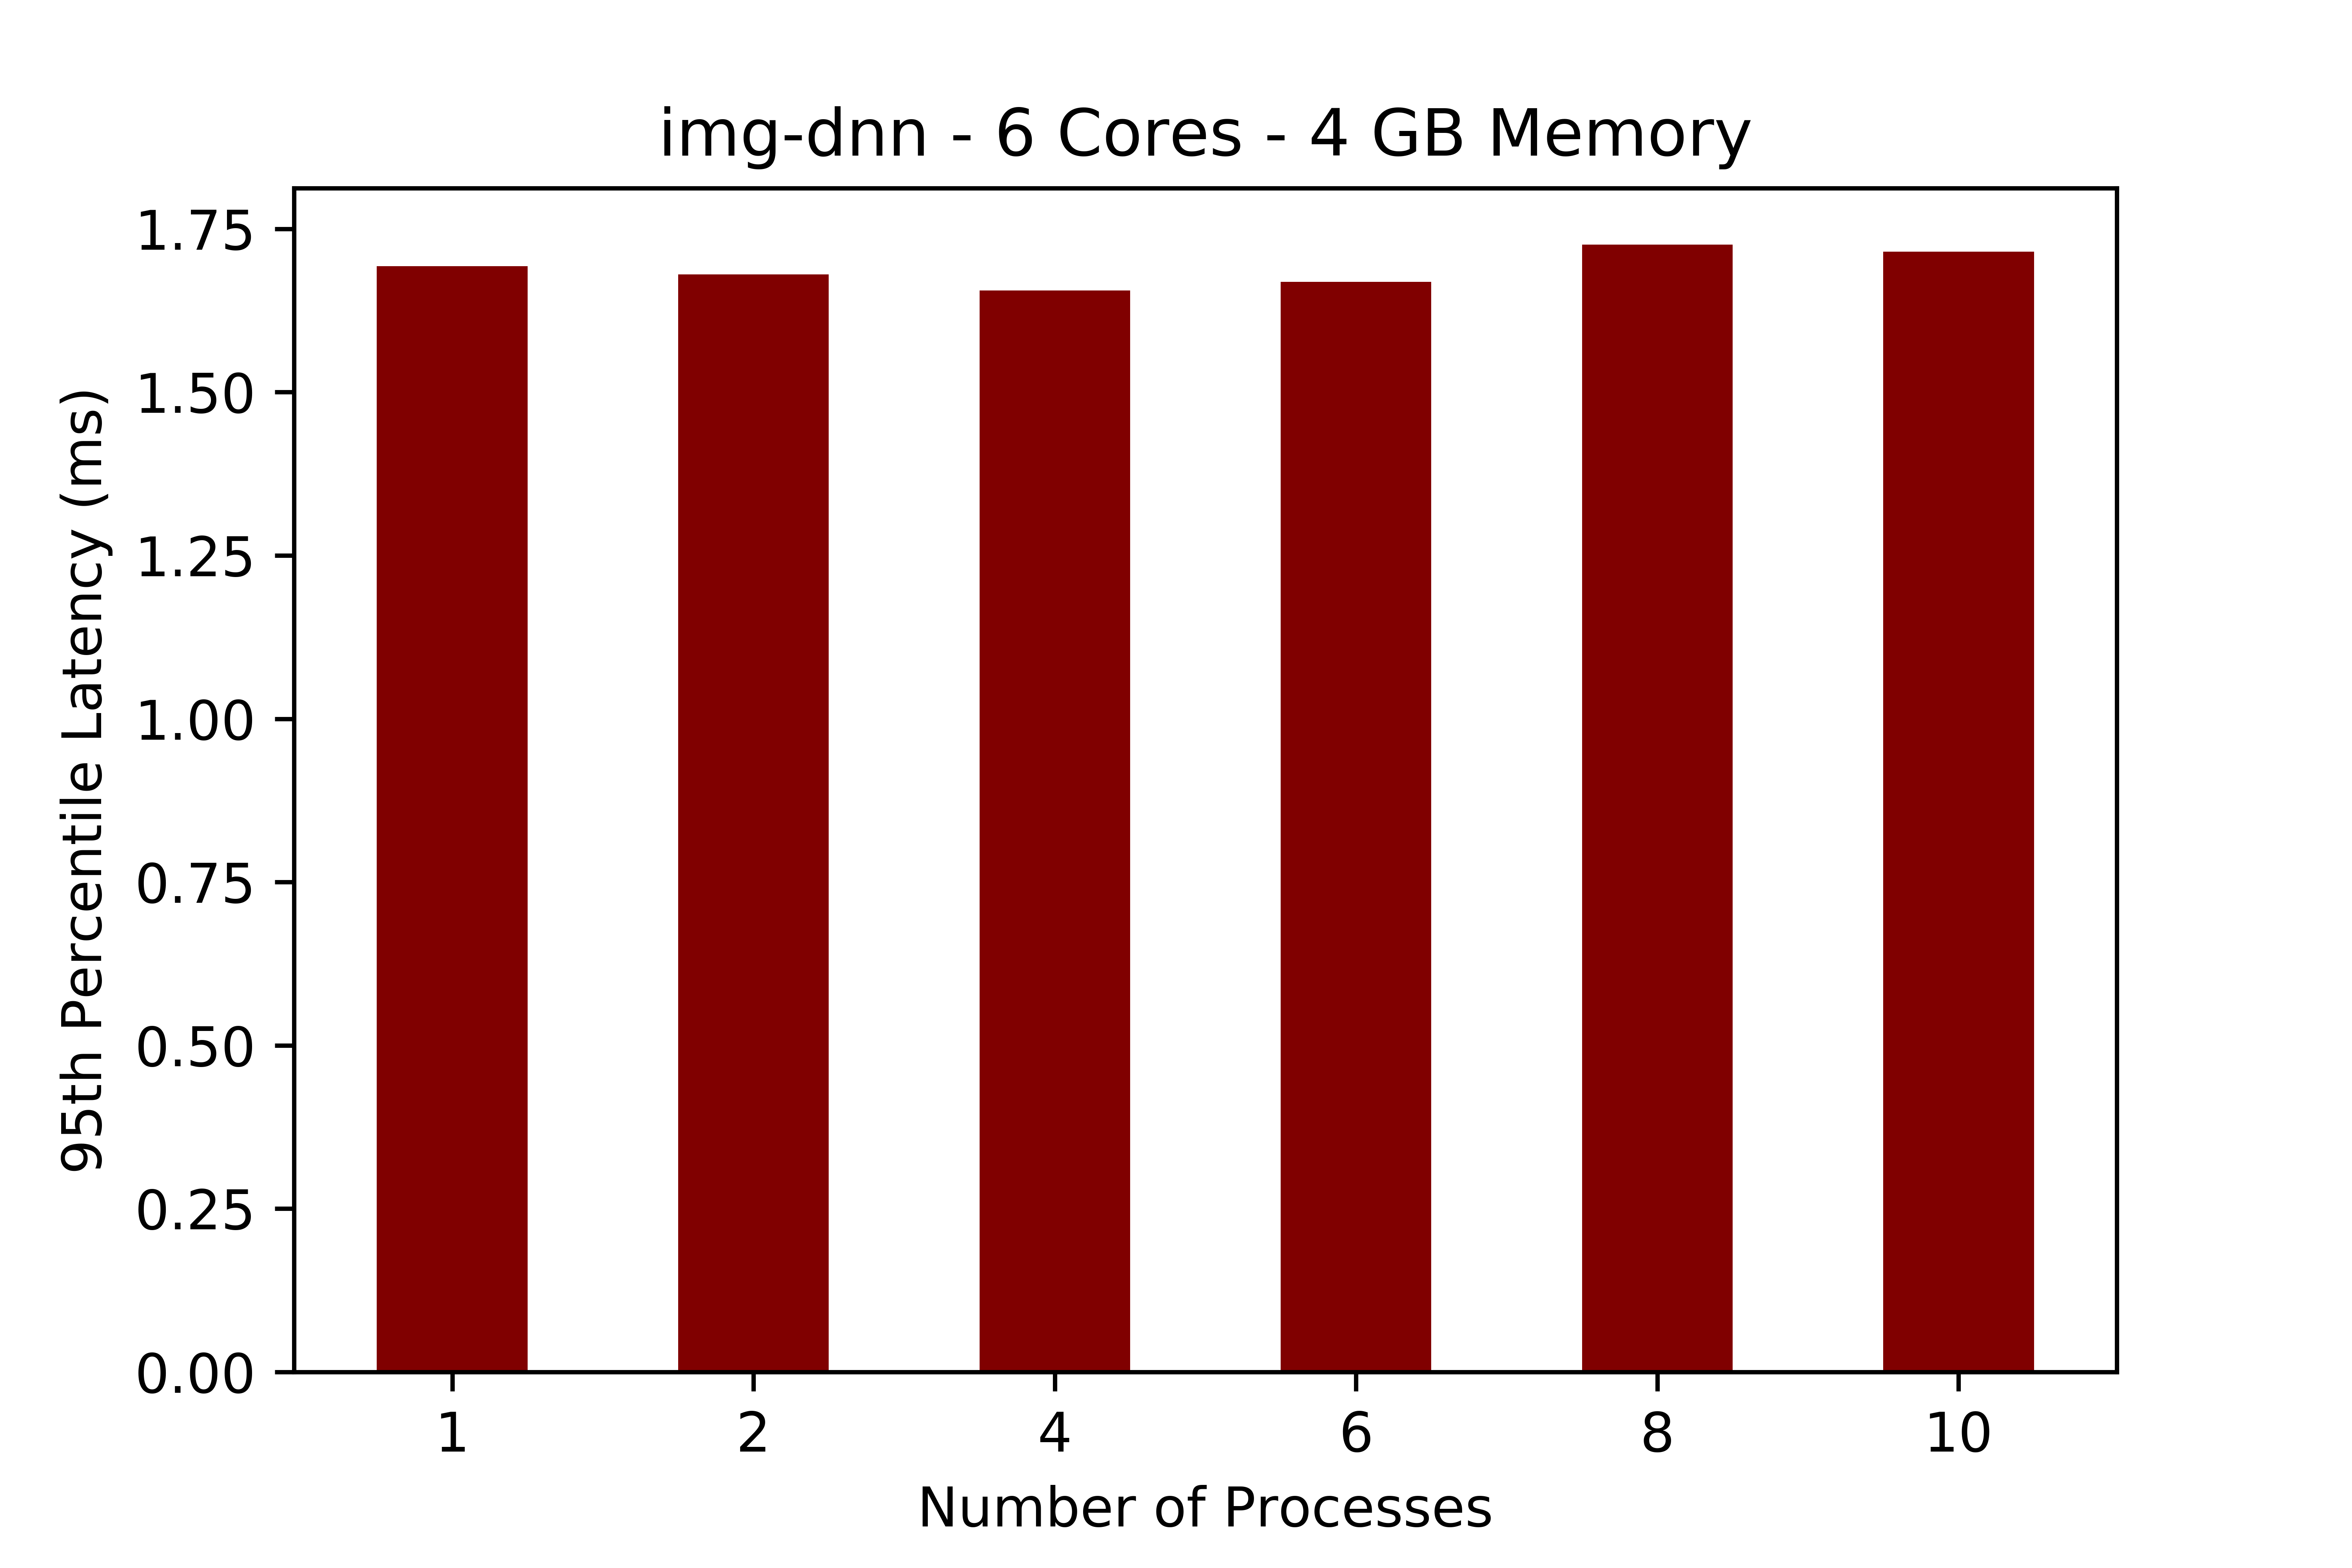 img-dnn - 6 Cores - 4 GB Memory
95th Percentile Latency (ms)
1.75
1.50
1.25
1.00
0.75
0.50
0.25
0.00
1 2 4 6 8 10
Number of Processes